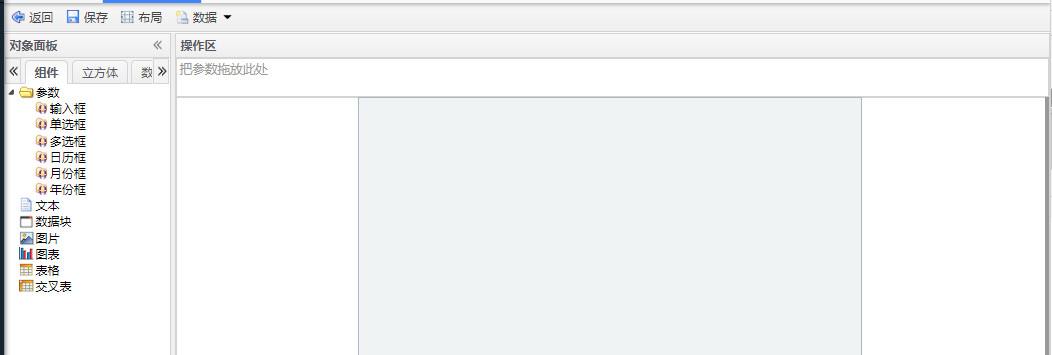 返回 保存 布局 数据
对象面板
操作区
组件 立方体 数
把参数拖放此处
参数
输入框
单选框
多选框
日历框
月份框
年份框
文本
数据块
图片
图表
表格
交叉表